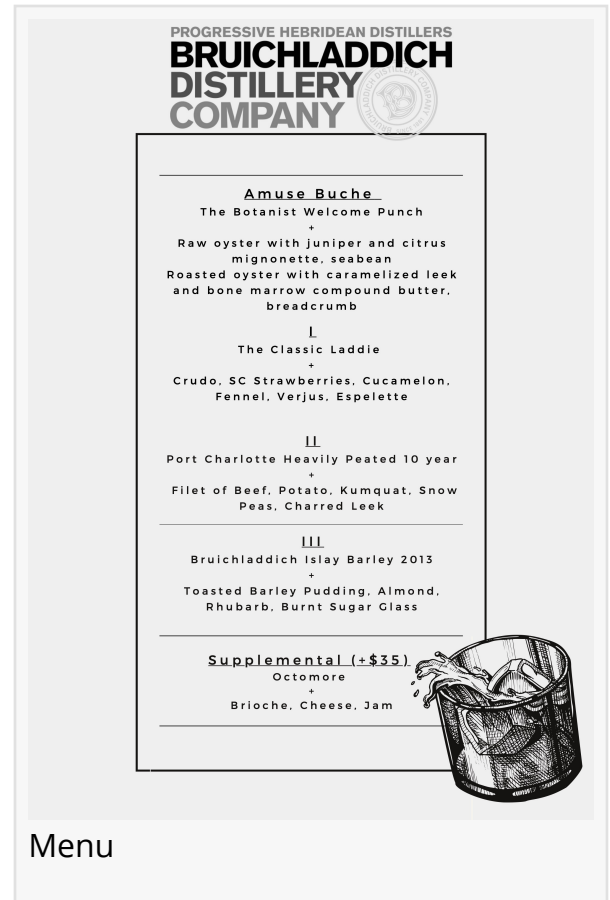 PROGRESSIVE HEBRIDEAN DISTILLERS
BRUICHLADDICH
DISTILLERY
COMPANY
Amuse Buche
The Botanist Welcome Punch
+
Raw oyster with juniper and citrus
mignonette, seabean
Roasted oyster with caramelized leek
and bone marrow compound butter,
breadcrumb
I
The Classic Laddie
+
Crudo, SC Strawberries, Cucamelon,
Fennel, Verjus, Espelette
II
Port Charlotte Heavily Peated 10 year
+
Filet of Beef, Potato, Kumquat, Snow
Peas, Charred Leek
III
Bruichladdich Islay Barley 2013
+
Toasted Barley Pudding, Almond,
Rhubarb, Burnt Sugar Glass
Supplemental (+$35)
Octomore
+
Brioche, Cheese, Jam
Menu